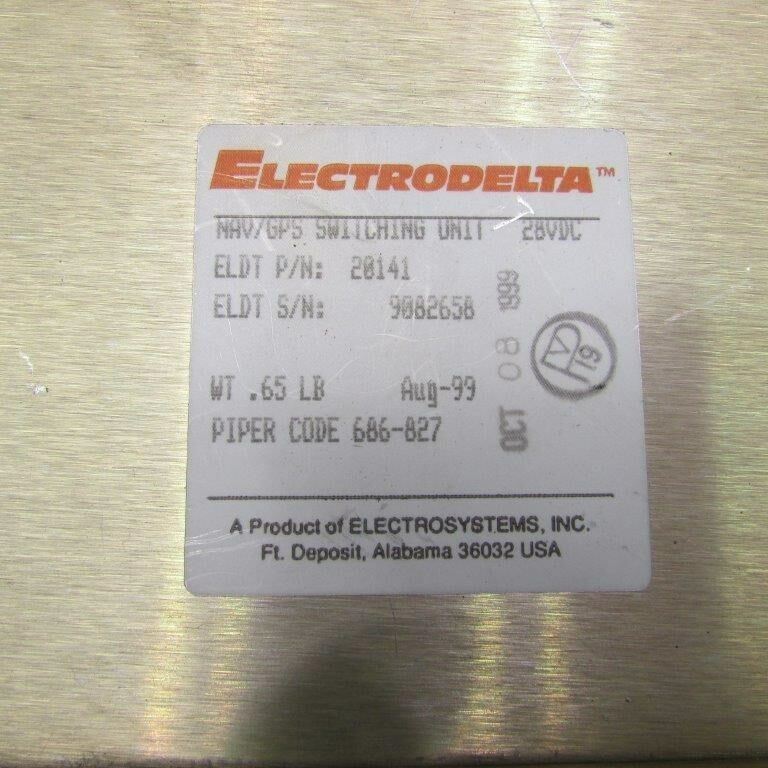 ELECTRODELTA™
NAV/GPS SWITCHING UNIT 28VDC
ELDT P/N: 20141
ELDT S/N: 9082658
WT .65 LB Aug-99
PIPER CODE 686-827
OCT 08 1999
19
A Product of ELECTROSYSTEMS, INC.
Ft. Deposit, Alabama 36032 USA